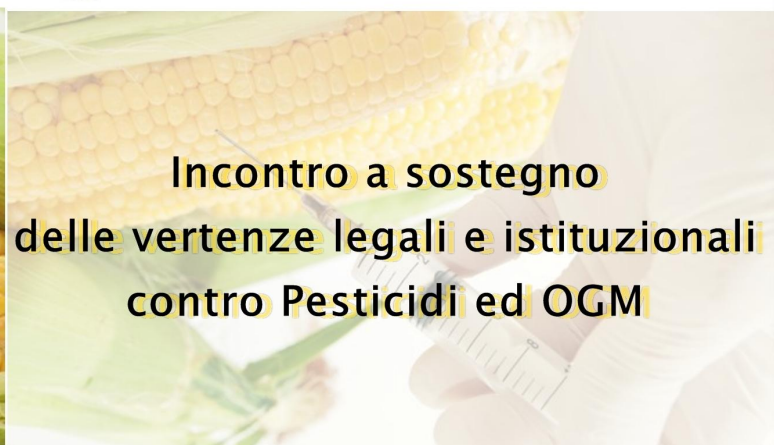 Incontro a sostegno
delle vertenze legali e istituzionali
contro Pesticidi ed OGM